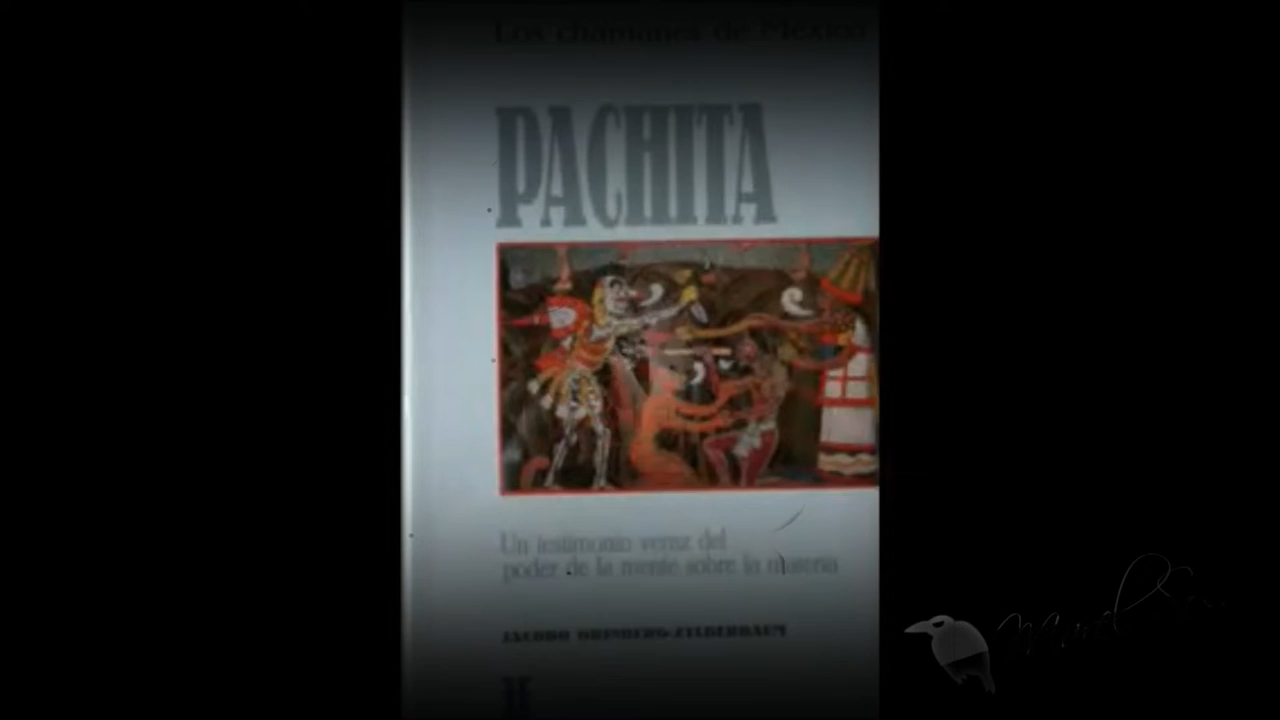 Los chamanes de México
PACHITA
Un testimonio veraz del
poder de la mente sobre la materia
JACOBO GRINBERG-ZYLBERBAUM